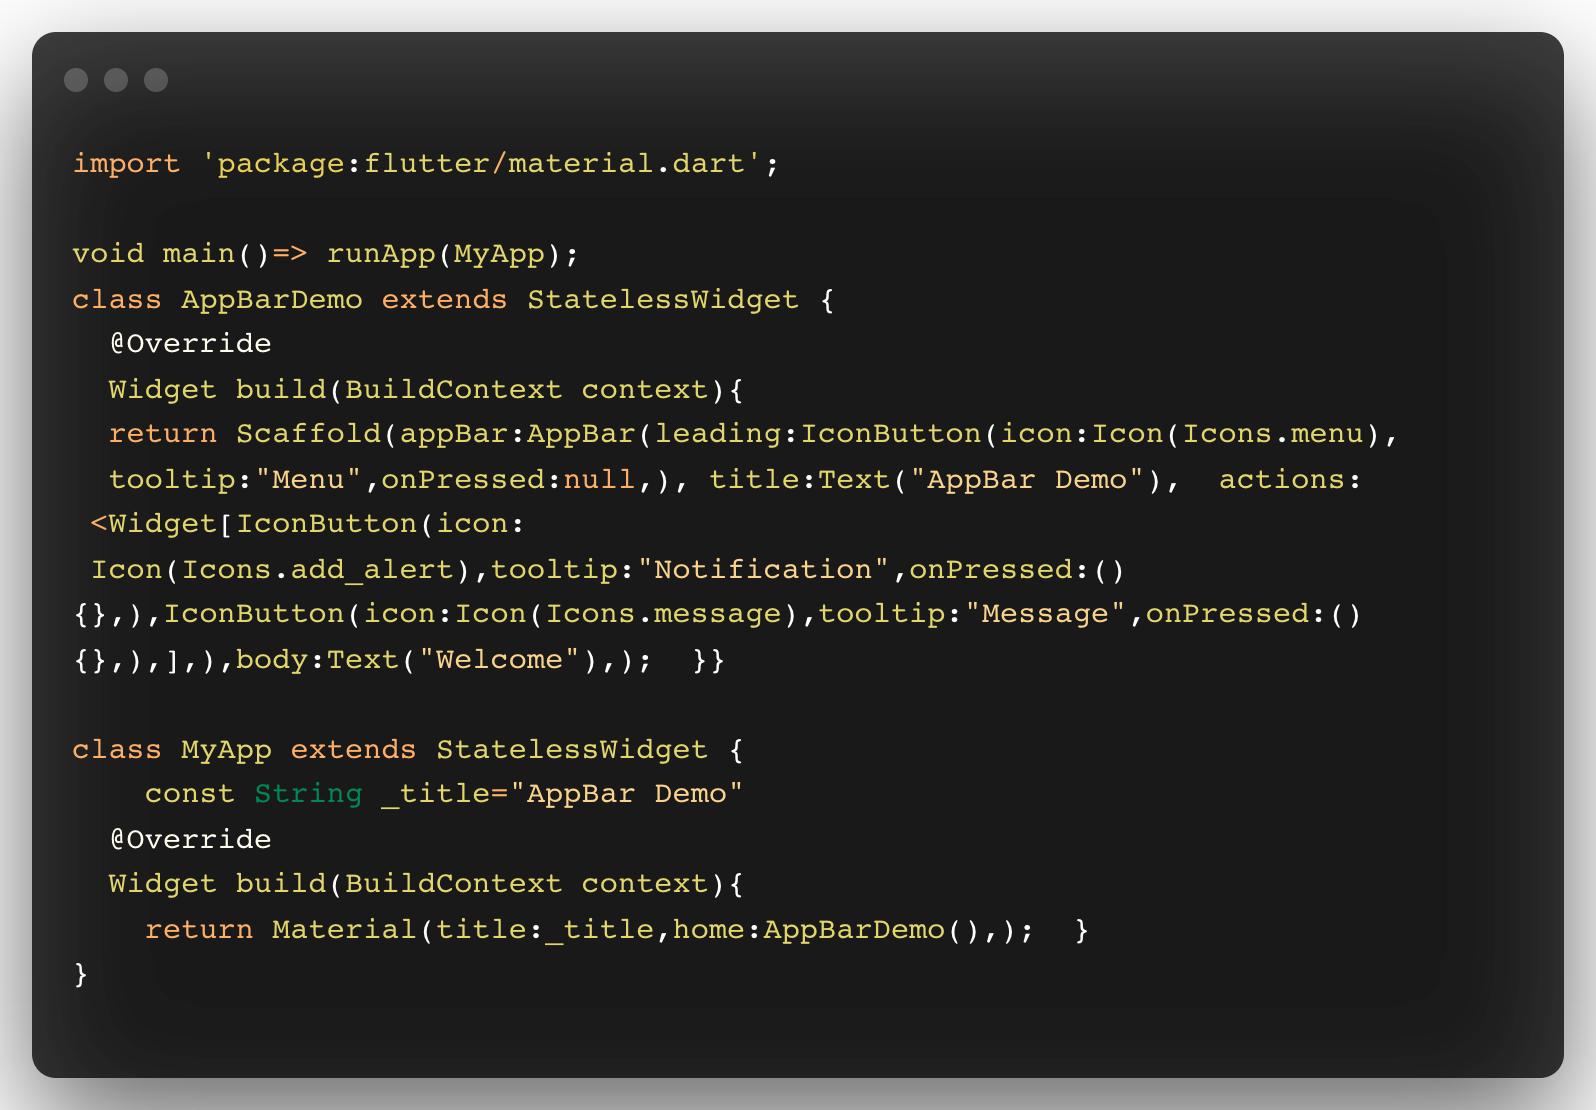 import 'package:flutter/material.dart';
void main()=> runApp(MyApp);
class AppBarDemo extends StatelessWidget {
@Override
Widget build(BuildContext context){
return Scaffold(appBar:AppBar(leading:IconButton(icon:Icon(Icons.menu),
tooltip:"Menu",onPressed:null,), title:Text("AppBar Demo"),  actions:
<Widget[IconButton(icon:
Icon(Icons.add_alert),tooltip:"Notification",onPressed:()
{},),IconButton(icon:Icon(Icons.message),tooltip:"Message",onPressed:()
{},),],),body:Text("Welcome"),);  }}
class MyApp extends StatelessWidget {
const String _title="AppBar Demo"
@Override
Widget build(BuildContext context){
return Material(title:_title,home:AppBarDemo(),);  }
}